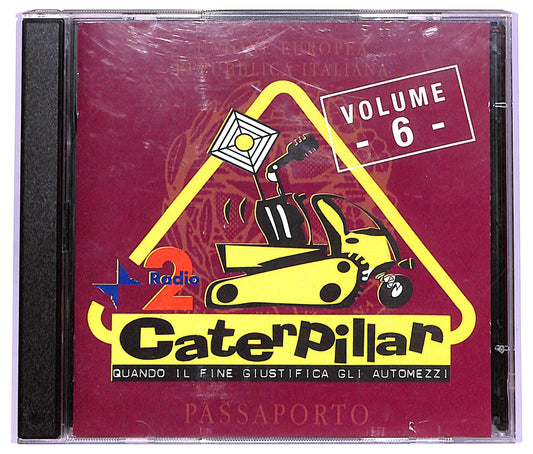 UNIONE EUROPEA
REPUBBLICA ITALIANA
VOLUME
- 6 -
Radio 2
Caterpillar
QUANDO IL FINE GIUSTIFICA GLI AUTOMEZZI
PASSAPORTO